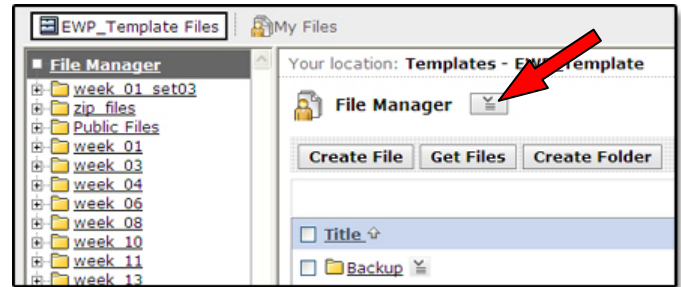 EWP_Template Files
My Files
File Manager
week_01_set03
zip_files
Public Files
week_01
week_03
week_04
week_06
week_08
week_10
week_11
week_13
Your location: Templates - EWP_Template
File Manager
Create File Get Files Create Folder
Title
Backup